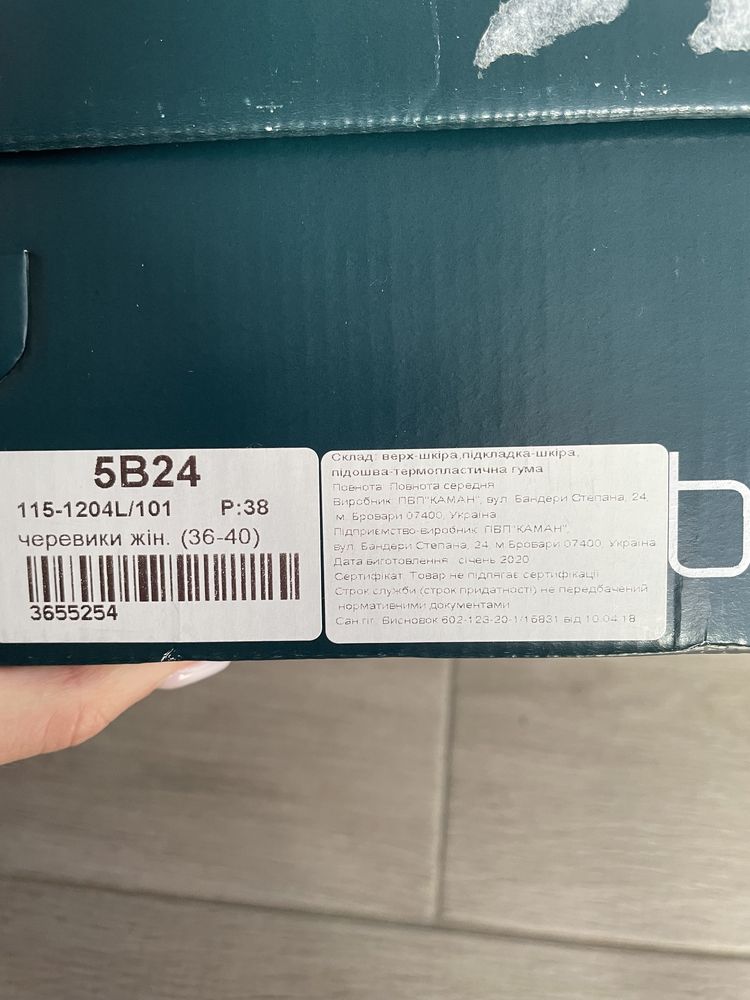 5B24
115-1204L/101 Р:38
черевики жін. (36-40)
3655254
Склад: верх-шкіра,підкладка-шкіра,
підошва-термопластична гума
Повнота: Повнота середня
Виробник: ПВП"КАМАН", вул. Бандери Степана, 24,
м. Бровари 07400, Україна
Підприємство-виробник: ПВП"КАМАН",
вул. Бандери Степана, 24, м.Бровари 07400, Україна
Дата виготовлення : січень 2020
Сертифікат: Товар не підлягає сертифікації
Строк служби (строк придатності) не передбачений
нормативними документами
Сан.гіг. Висновок 602-123-20-1/16831 від 10.04.18
b